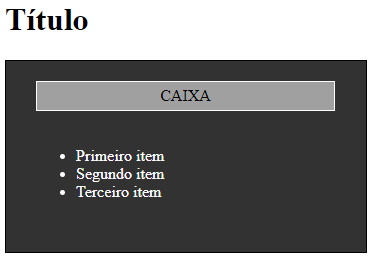 Título
CAIXA
Primeiro item
Segundo item
Terceiro item